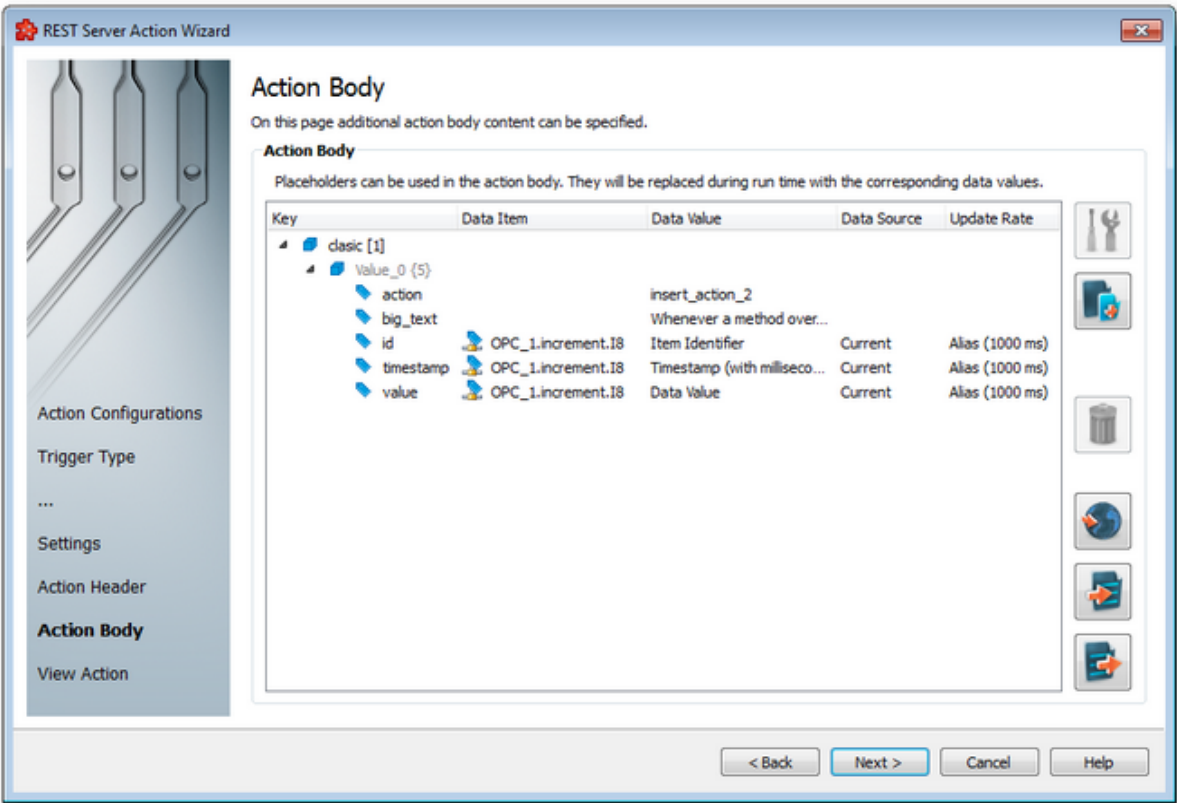 REST Server Action Wizard
Action Body
On this page additional action body content can be specified.
Action Body
Placeholders can be used in the action body. They will be replaced during run time with the corresponding data values.
Key Data Item Data Value Data Source Update Rate
clasic [1]
Value_0 {5}
action insert_action_2
big_text Whenever a method over...
id OPC_1.increment.I8 Item Identifier Current Alias (1000 ms)
timestamp OPC_1.increment.I8 Timestamp (with milliseco... Current Alias (1000 ms)
value OPC_1.increment.I8 Data Value Current Alias (1000 ms)
Action Configurations
Trigger Type
...
Settings
Action Header
Action Body
View Action
< Back Next > Cancel Help